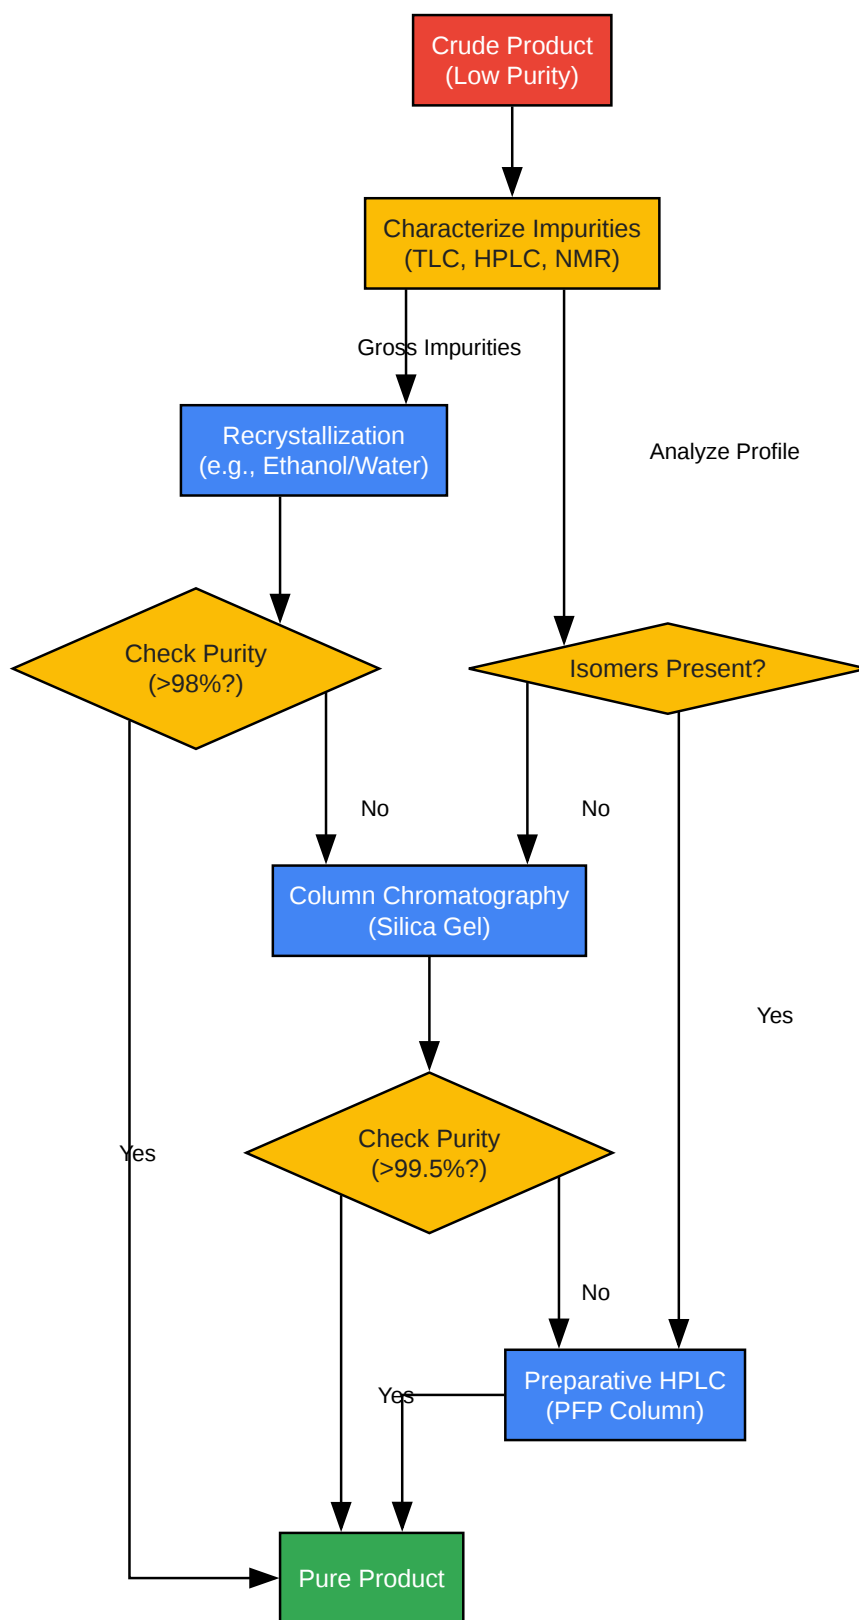 Crude Product
(Low Purity)
Characterize Impurities
(TLC, HPLC, NMR)
Gross Impurities
Recrystallization
(e.g., Ethanol/Water)
Analyze Profile
Check Purity
(>98%?)
Isomers Present?
No
No
Column Chromatography
(Silica Gel)
Yes
Check Purity
(>99.5%?)
Yes
No
Preparative HPLC
(PFP Column)
Yes
Pure Product